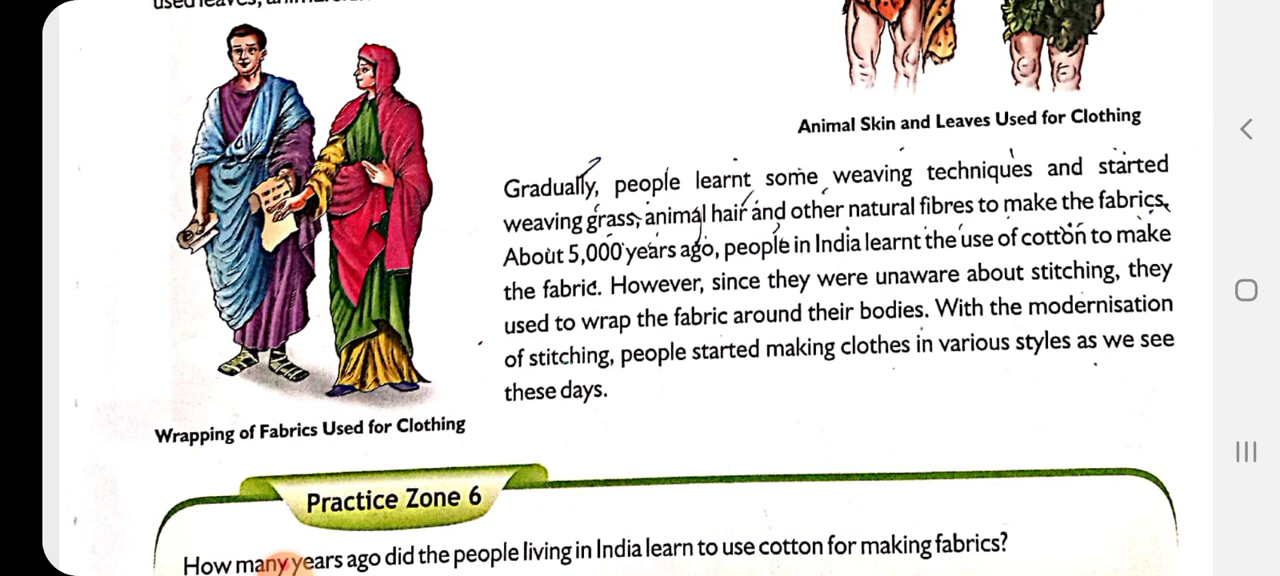 Animal Skin and Leaves Used for Clothing
Gradually, people learnt some weaving techniques and started
weaving grass, animal hair and other natural fibres to make the fabrics.
About 5,000 years ago, people in India learnt the use of cotton to make
the fabric. However, since they were unaware about stitching, they
used to wrap the fabric around their bodies. With the modernisation
of stitching, people started making clothes in various styles as we see
these days.
Wrapping of Fabrics Used for Clothing
Practice Zone 6
How many years ago did the people living in India learn to use cotton for making fabrics?